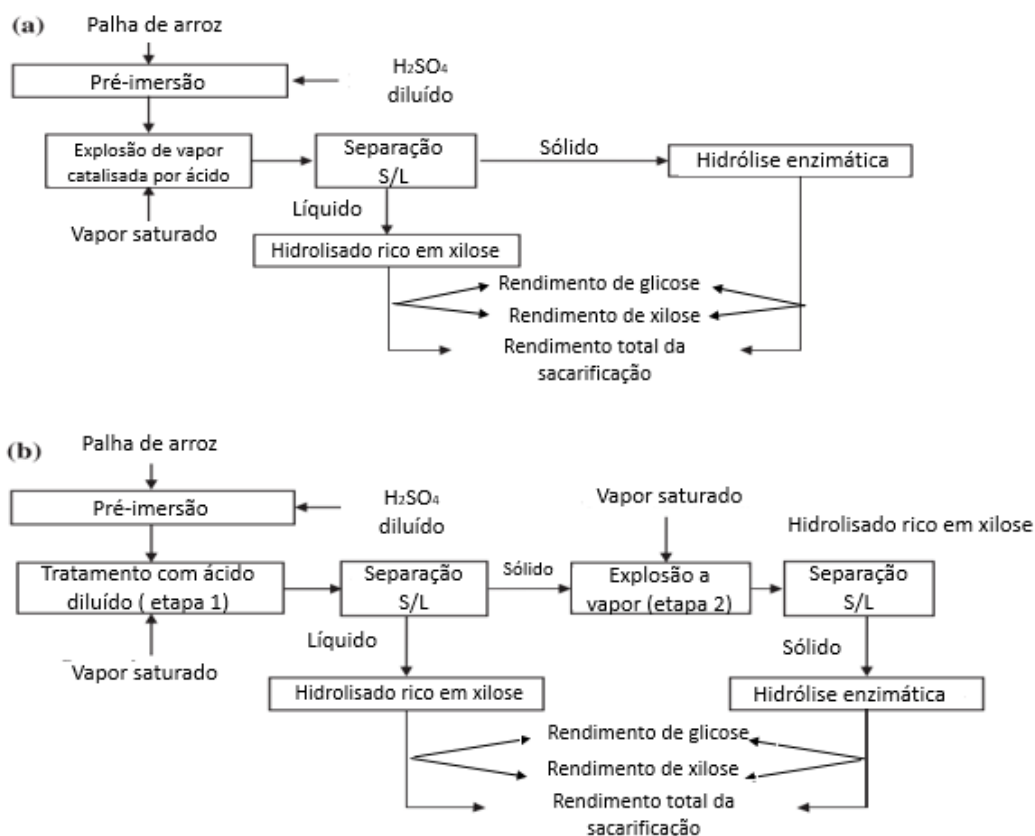 (a)
Palha de arroz
Pré-imersão
H₂SO₄
diluído
Explosão de vapor
catalisada por ácido
Separação
S/L
Sólido
Hidrólise enzimática
Vapor saturado
Líquido
Hidrolisado rico em xilose
Rendimento de glicose
Rendimento de xilose
Rendimento total da
sacarificação
(b)
Palha de arroz
Pré-imersão
H₂SO₄
diluído
Vapor saturado
Hidrolisado rico em xilose
Tratamento com ácido
diluído ( etapa 1)
Separação
S/L
Sólido
Explosão a
vapor (etapa 2)
Separação
S/L
Vapor saturado
Líquido
Sólido
Hidrolisado rico em xilose
Hidrólise enzimática
Rendimento de glicose
Rendimento de xilose
Rendimento total da
sacarificação